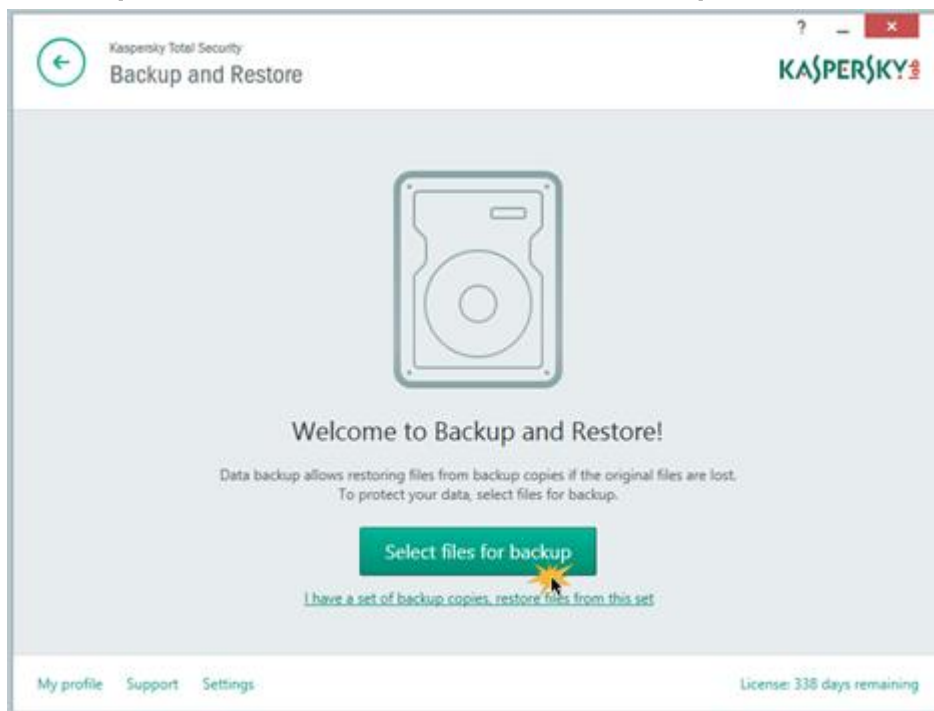 ? _ ×
Kaspersky Total Security
Backup and Restore
KASPERSKY lab
Welcome to Backup and Restore!
Data backup allows restoring files from backup copies if the original files are lost.
To protect your data, select files for backup.
Select files for backup
I have a set of backup copies, restore files from this set
My profile Support Settings
License: 338 days remaining